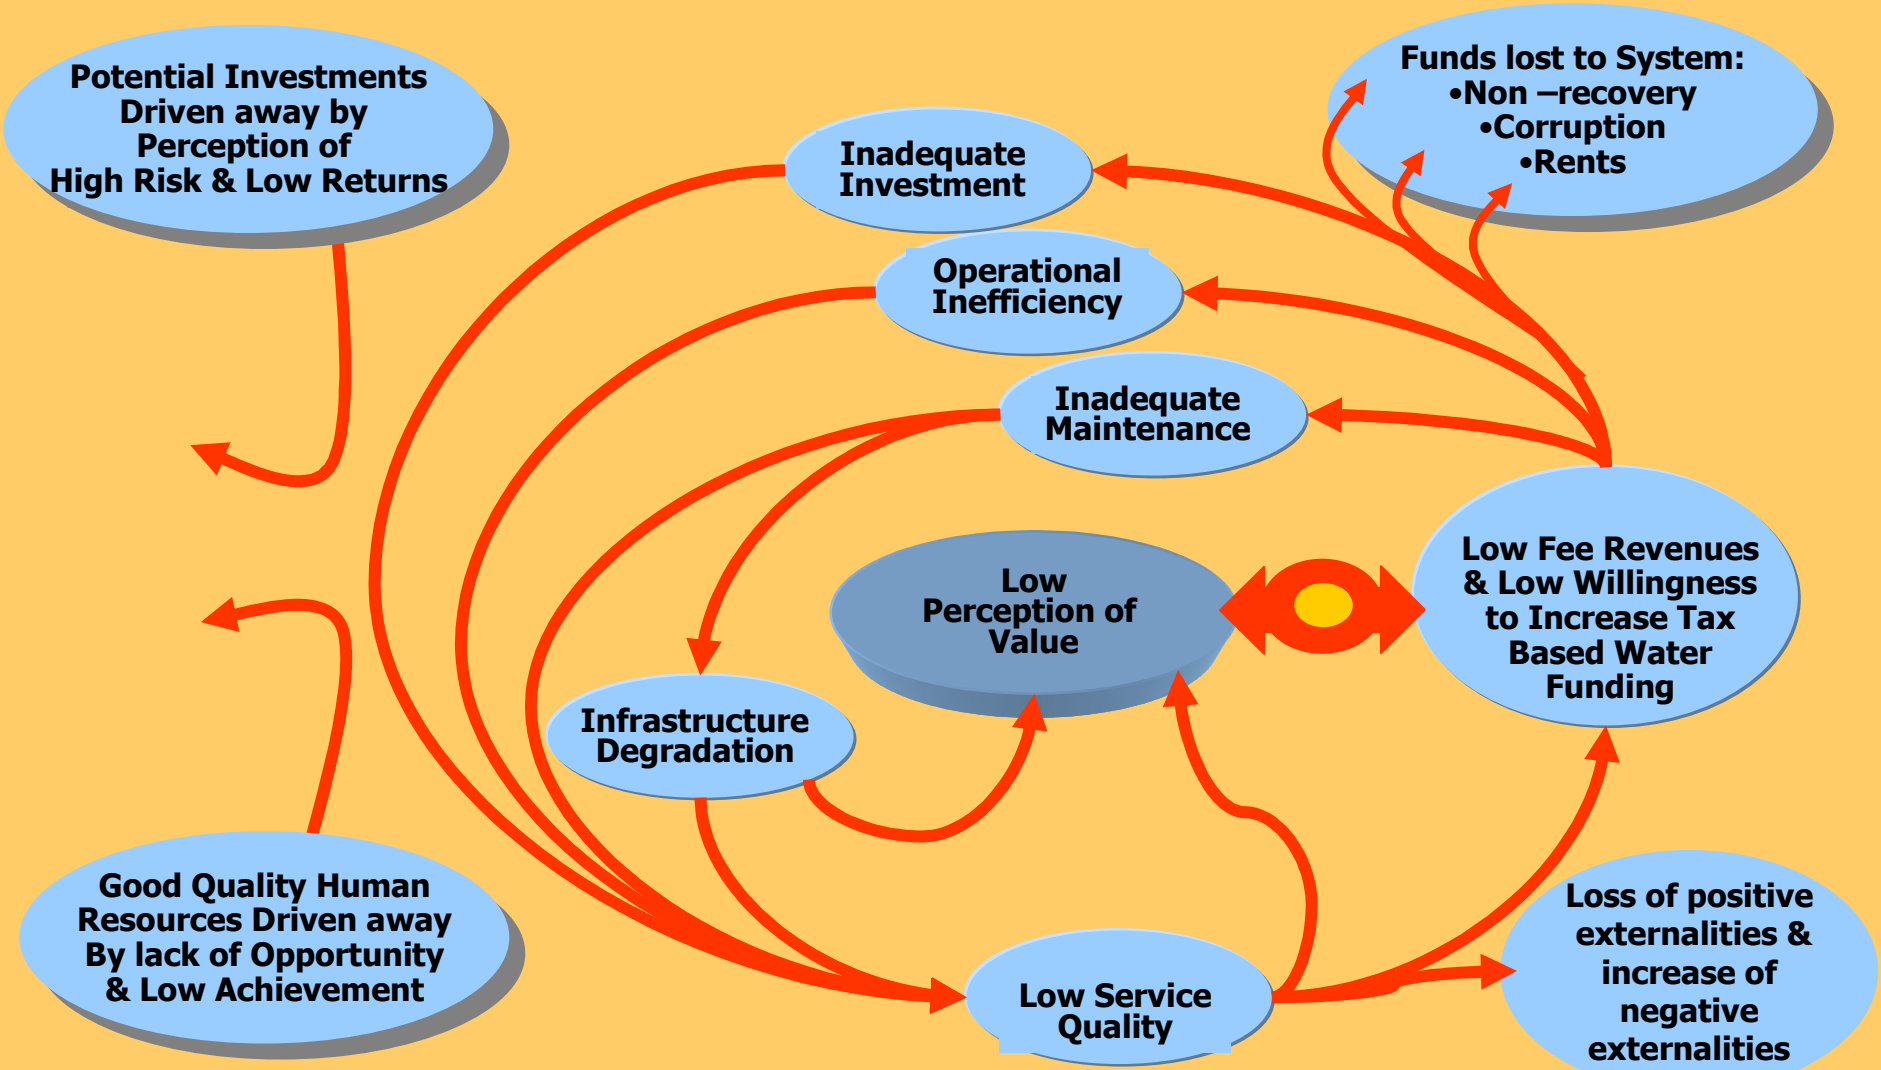 Potential Investments
Driven away by
Perception of
High Risk & Low Returns
Funds lost to System:
•Non –recovery
•Corruption
•Rents
Inadequate
Investment
Operational
Inefficiency
Inadequate
Maintenance
Low
Perception of
Value
Low Fee Revenues
& Low Willingness
to Increase Tax
Based Water
Funding
Infrastructure
Degradation
Good Quality Human
Resources Driven away
By lack of Opportunity
& Low Achievement
Low Service
Quality
Loss of positive
externalities &
increase of
negative
externalities